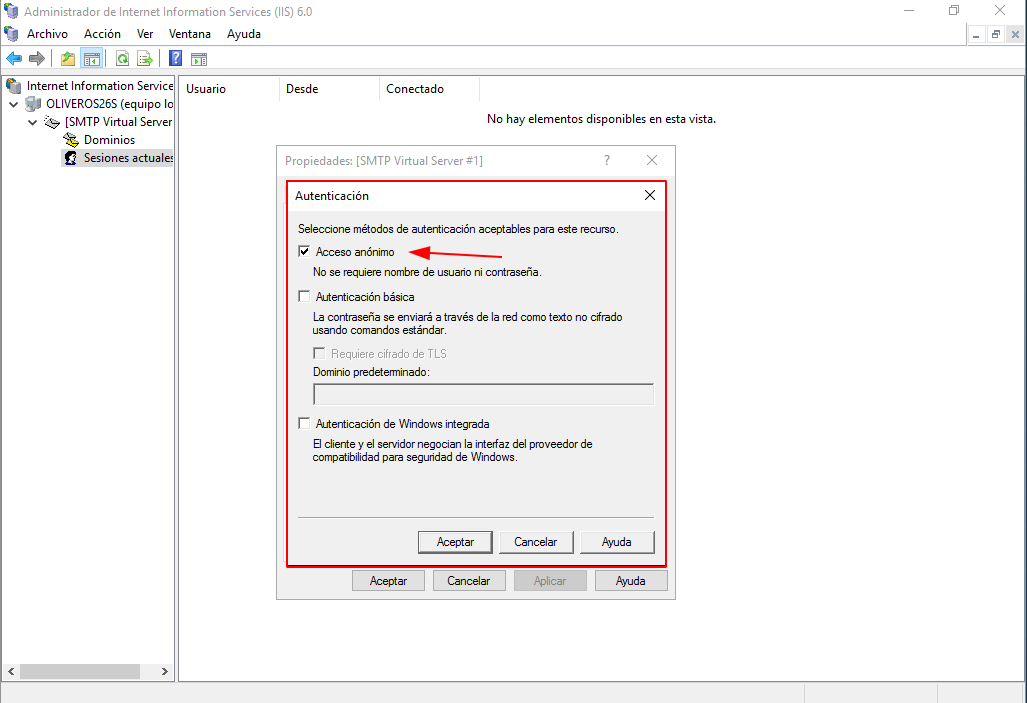 Administrador de Internet Information Services (IIS) 6.0
Archivo Acción Ver Ventana Ayuda
Internet Information Service
OLIVEROS26S (equipo lo
[SMTP Virtual Server
Dominios
Sesiones actuales
Usuario Desde Conectado
No hay elementos disponibles en esta vista.
Propiedades: [SMTP Virtual Server #1]
Autenticación
Seleccione métodos de autenticación aceptables para este recurso.
Acceso anónimo
No se requiere nombre de usuario ni contraseña.
Autenticación básica
La contraseña se enviará a través de la red como texto no cifrado
usando comandos estándar.
Requiere cifrado de TLS
Dominio predeterminado:
Autenticación de Windows integrada
El cliente y el servidor negocian la interfaz del proveedor de
compatibilidad para seguridad de Windows.
Aceptar Cancelar Ayuda
Aceptar Cancelar Aplicar Ayuda